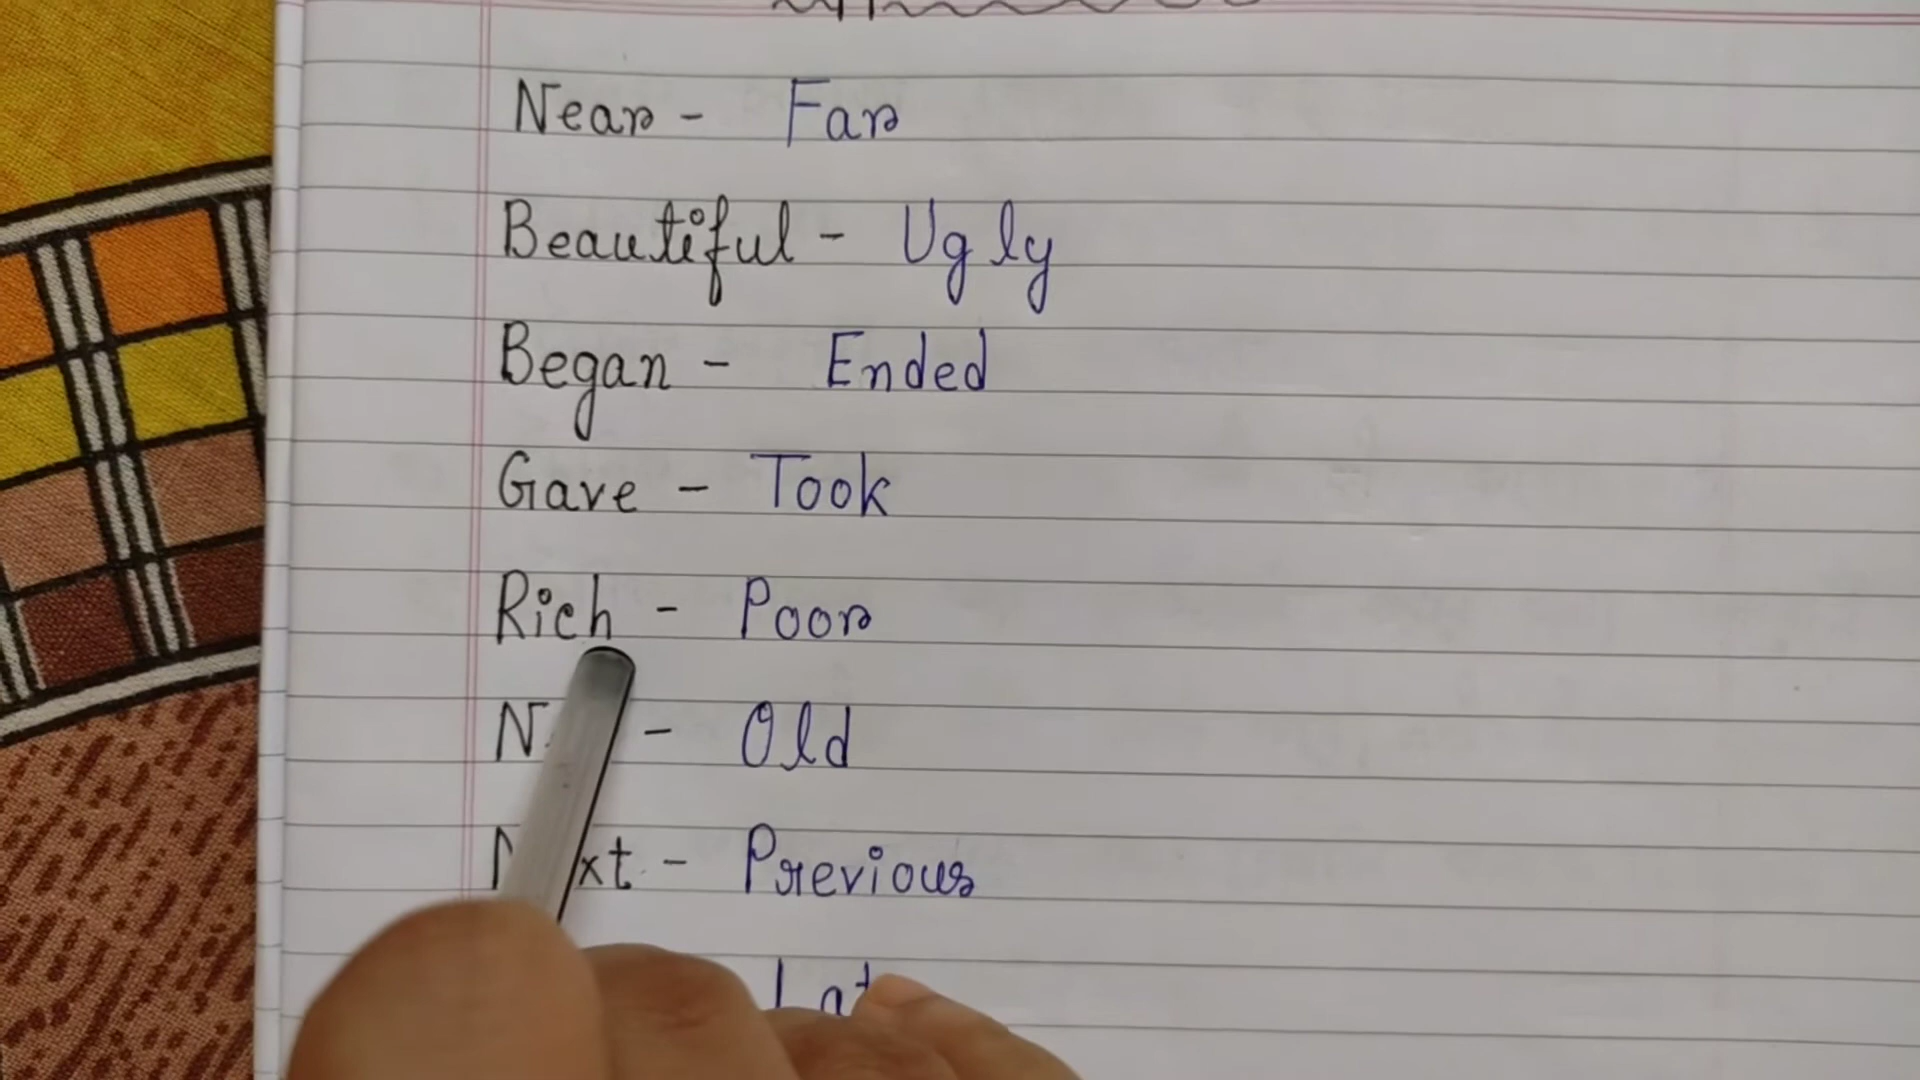 Near - Far
Beautiful - Ugly
Began - Ended
Gave - Took
Rich - Poor
- Old
- Previous